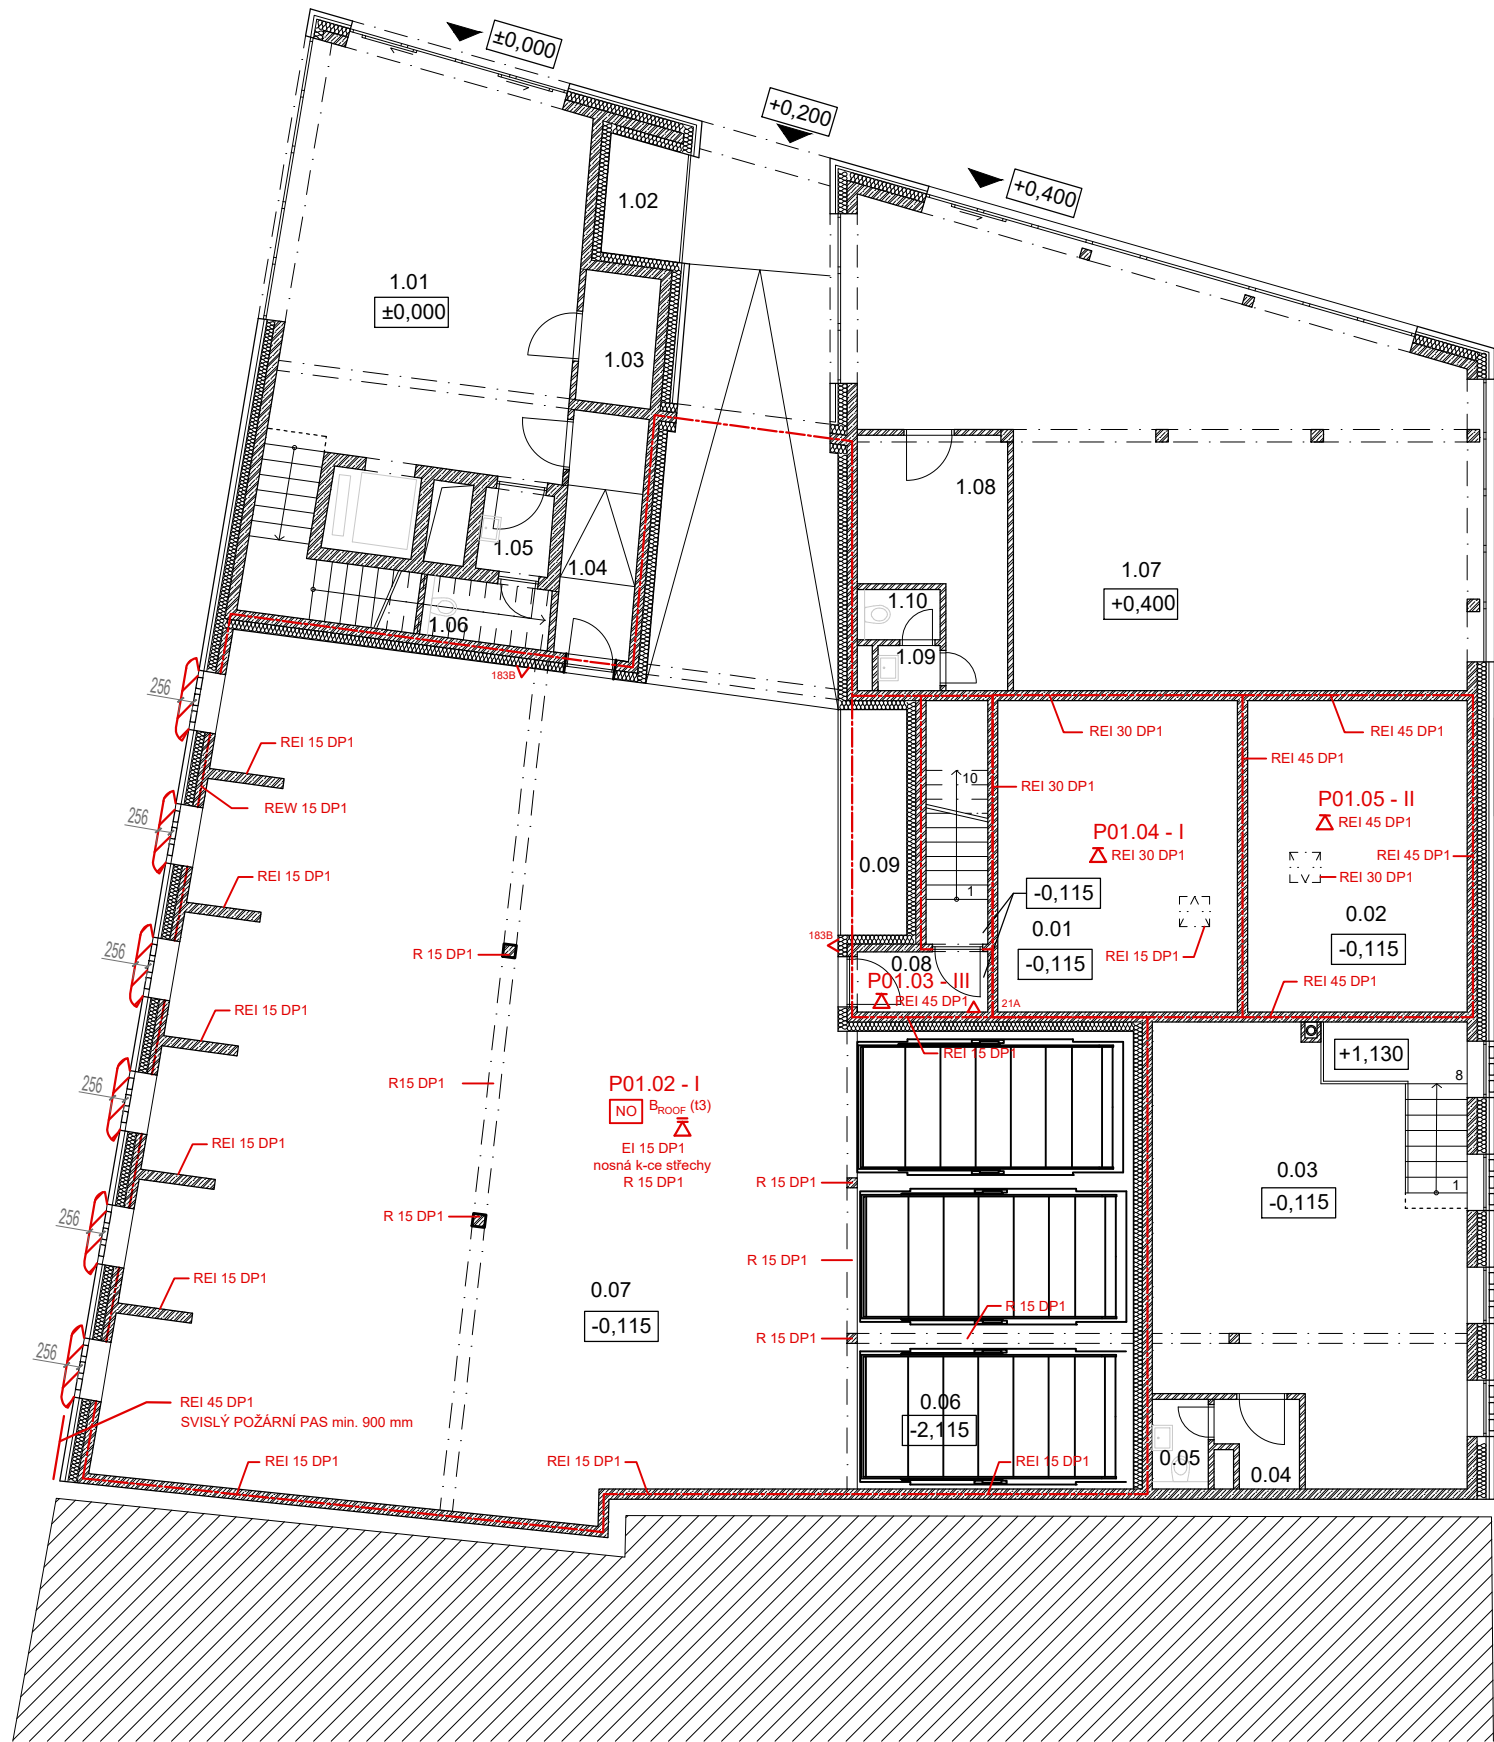 ±0,000
+0,200
+0,400
1.02
1.01
±0,000
1.03
1.08
1.05
1.04
1.07
+0,400
1.10
1.06
1.09
183B
256
REI 15 DP1
REI 30 DP1
REI 45 DP1
REI 45 DP1
10
REI 30 DP1
REW 15 DP1
256
P01.05 - II
REI 45 DP1
P01.04 - I
REI 30 DP1
REI 45 DP1
0.09
REI 15 DP1
REI 30 DP1
1
-0,115
0.02
-0,115
0.01
-0,115
183B
256
R 15 DP1
0.08
REI 15 DP1
P01.03 - III
REI 45 DP1
21A
REI 45 DP1
REI 15 DP1
REI 15 DP1
+1,130
8
256
R15 DP1
P01.02 - I
NO
BROOF (t3)
EI 15 DP1
nosná k-ce střechy
R 15 DP1
REI 15 DP1
R 15 DP1
0.03
-0,115
1
256
R 15 DP1
R 15 DP1
REI 15 DP1
0.07
-0,115
R 15 DP1
R 15 DP1
256
REI 45 DP1
SVISLÝ POŽÁRNÍ PAS min. 900 mm
0.06
-2,115
REI 15 DP1
REI 15 DP1
REI 15 DP1
0.05
0.04